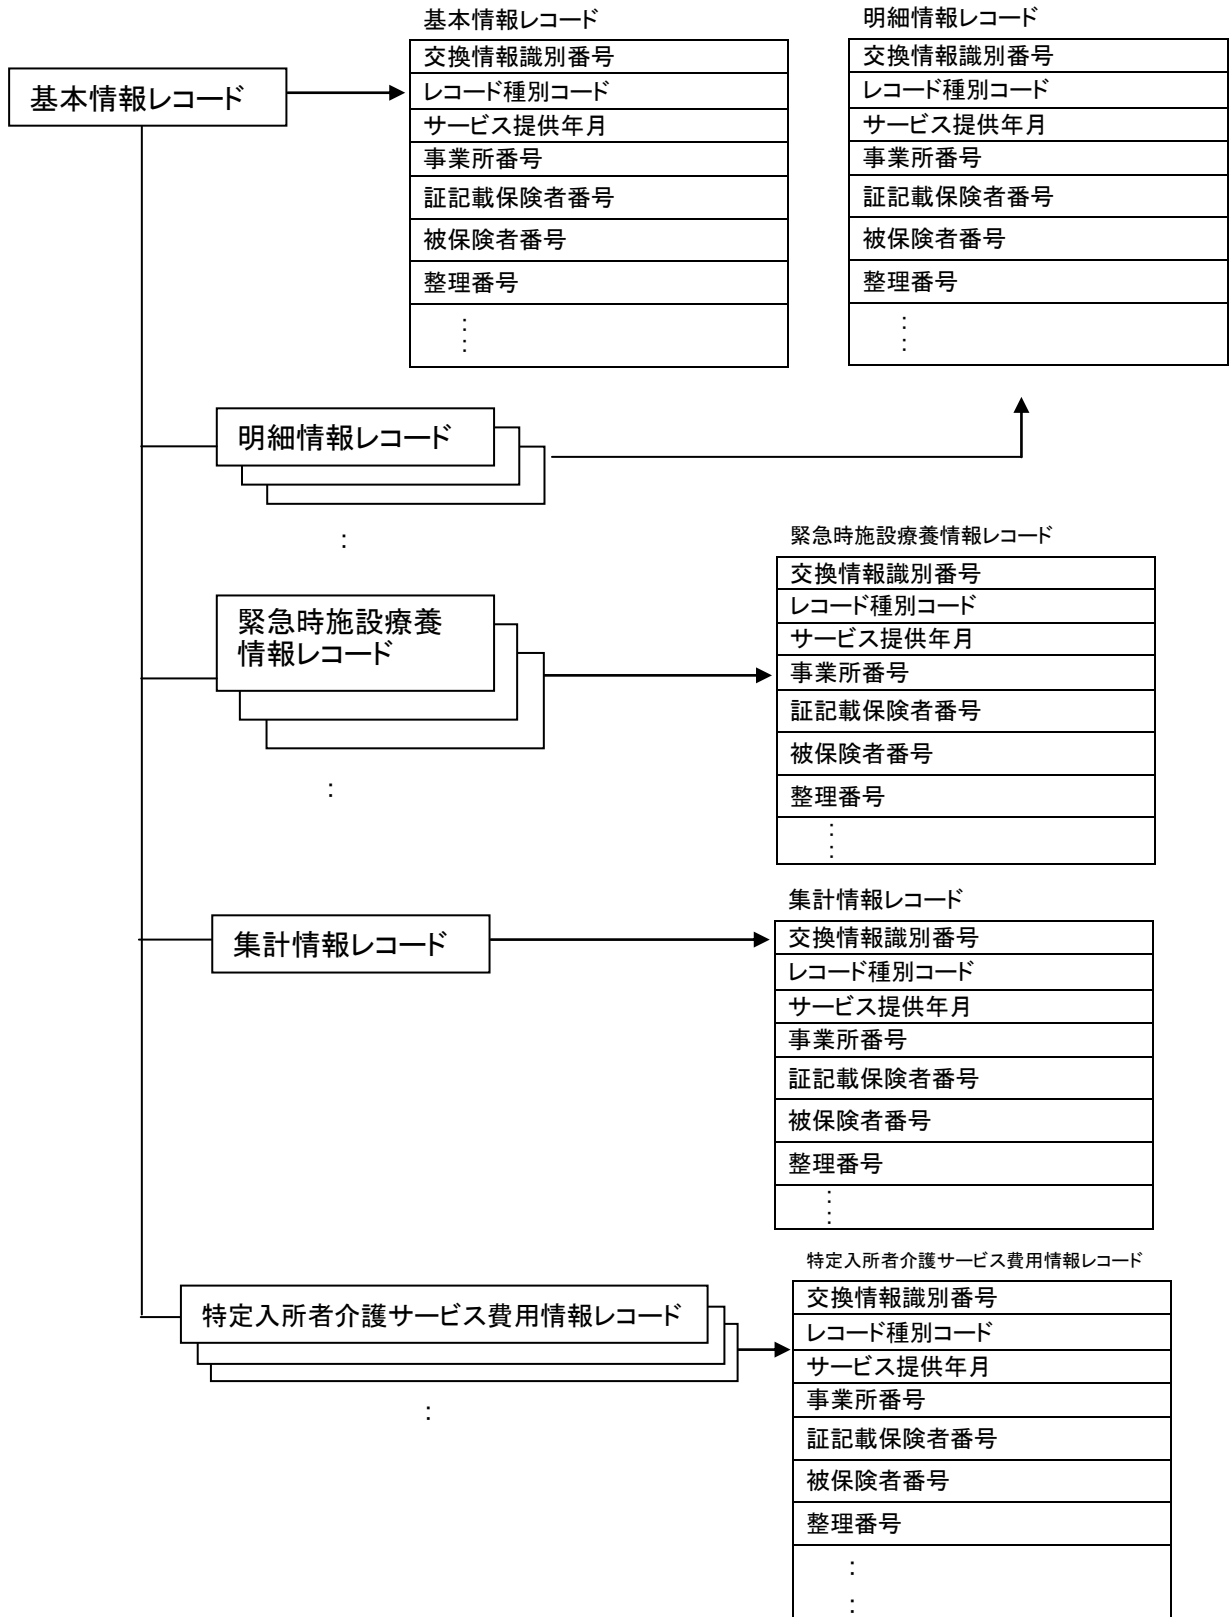 基本情報レコード
基本情報レコード
交換情報識別番号
レコード種別コード
サービス提供年月
事業所番号
証記載保険者番号
被保険者番号
整理番号
:
:
明細情報レコード
交換情報識別番号
レコード種別コード
サービス提供年月
事業所番号
証記載保険者番号
被保険者番号
整理番号
:
:
明細情報レコード
:
緊急時施設療養
情報レコード
:
緊急時施設療養情報レコード
交換情報識別番号
レコード種別コード
サービス提供年月
事業所番号
証記載保険者番号
被保険者番号
整理番号
:
:
集計情報レコード
集計情報レコード
交換情報識別番号
レコード種別コード
サービス提供年月
事業所番号
証記載保険者番号
被保険者番号
整理番号
:
:
特定入所者介護サービス費用情報レコード
:
特定入所者介護サービス費用情報レコード
交換情報識別番号
レコード種別コード
サービス提供年月
事業所番号
証記載保険者番号
被保険者番号
整理番号
:
: